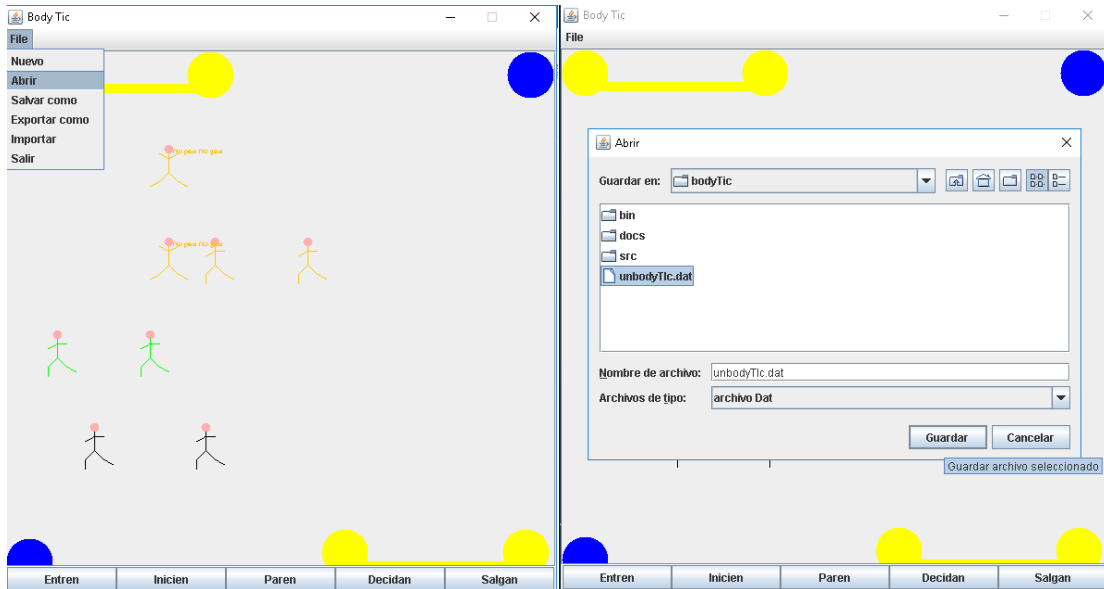 Body Tic
File
Nuevo
Abrir
Salvar como
Exportar como
Importar
Salir
Entren Inicien Paren Decidan Salgan
Body Tic
File
Abrir
Guardar en: bodyTic
bin
docs
src
unbodyTIc.dat
Nombre de archivo: unbodyTIc.dat
Archivos de tipo: archivo Dat
Guardar Cancelar
Guardar archivo seleccionado
Entren Inicien Paren Decidan Salgan